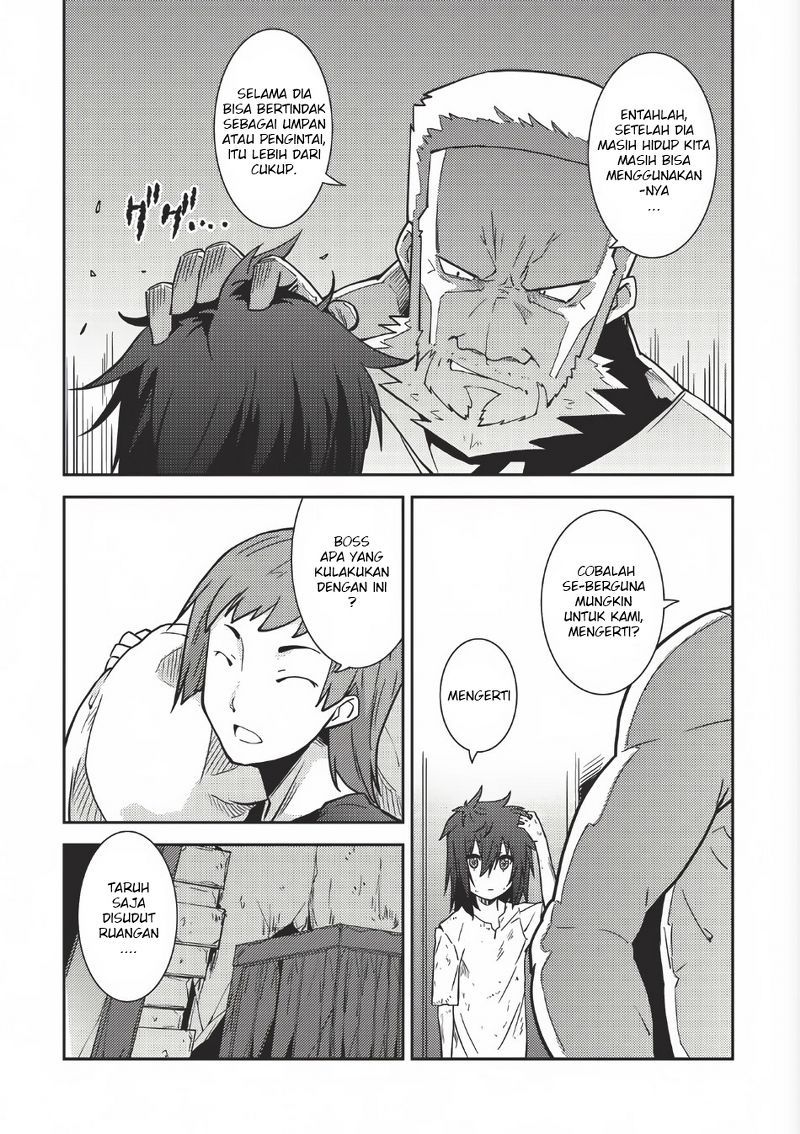 ENTAHLAH,
SETELAH DIA
MASIH HIDUP KITA
MASIH BISA
MENGGUNAKAN
-NYA
...
SELAMA DIA
BISA BERTINDAK
SEBAGAI UMPAN
ATAU PENGINTAI,
ITU LEBIH DARI
CUKUP.
COBALAH
SE-BERGUNA
MUNGKIN
UNTUK KAMI,
MENGERTI?
MENGERTI
BOSS
APA YANG
KULAKUKAN
DENGAN INI
?
TARUH
SAJA
DISUDUT
RUANGAN
....